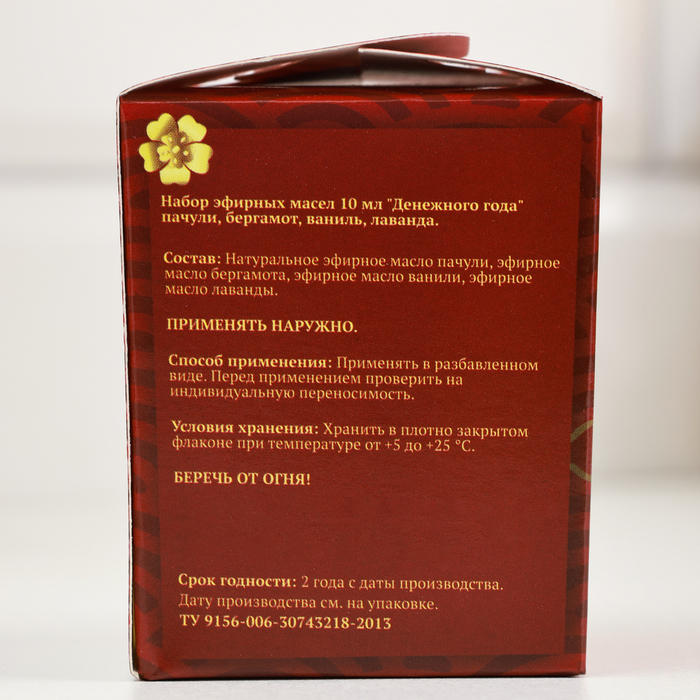 Набор эфирных масел 10 мл "Денежного года"
пачули, бергамот, ваниль, лаванда.
Состав: Натуральное эфирное масло пачули, эфирное
масло бергамота, эфирное масло ванили, эфирное
масло лаванды.
ПРИМЕНЯТЬ НАРУЖНО.
Способ применения: Применять в разбавленном
виде. Перед применением проверить на
индивидуальную переносимость.
Условия хранения: Хранить в плотно закрытом
флаконе при температуре от +5 до +25 °С.
БЕРЕЧЬ ОТ ОГНЯ!
Срок годности: 2 года с даты производства.
Дату производства см. на упаковке.
ТУ 9156-006-30743218-2013